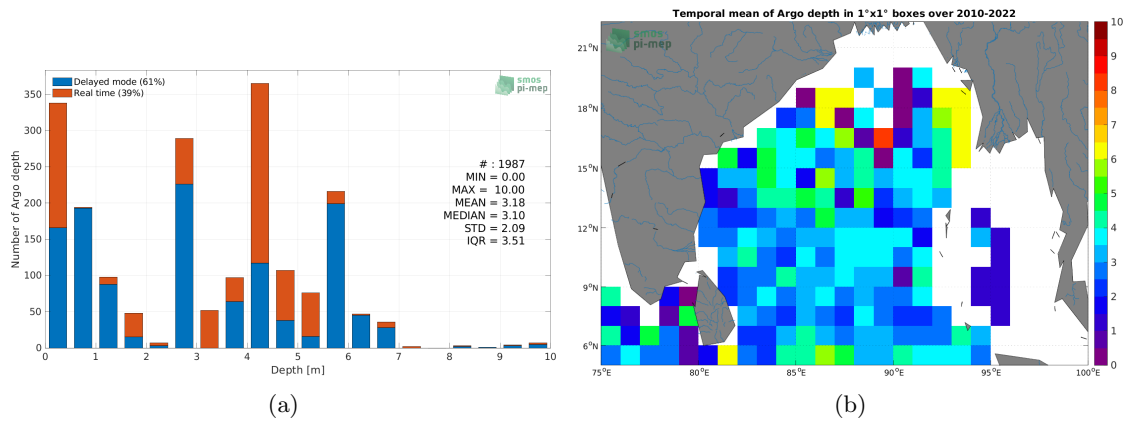 Delayed mode (61%)
Real time (39%)
smos
pi-mep
Number of Argo depth
350
300
250
200
150
100
50
0
# : 1987
MIN = 0.00
MAX = 10.00
MEAN = 3.18
MEDIAN = 3.10
STD = 2.09
IQR = 3.51
0 1 2 3 4 5 6 7 8 9 10
Depth [m]
(a)
Temporal mean of Argo depth in 1°x1° boxes over 2010-2022
smos
pi-mep
21°N
18°N
15°N
12°N
9°N
6°N
75°E 80°E 85°E 90°E 95°E 100°E
10
9
8
7
6
5
4
3
2
1
0
(b)